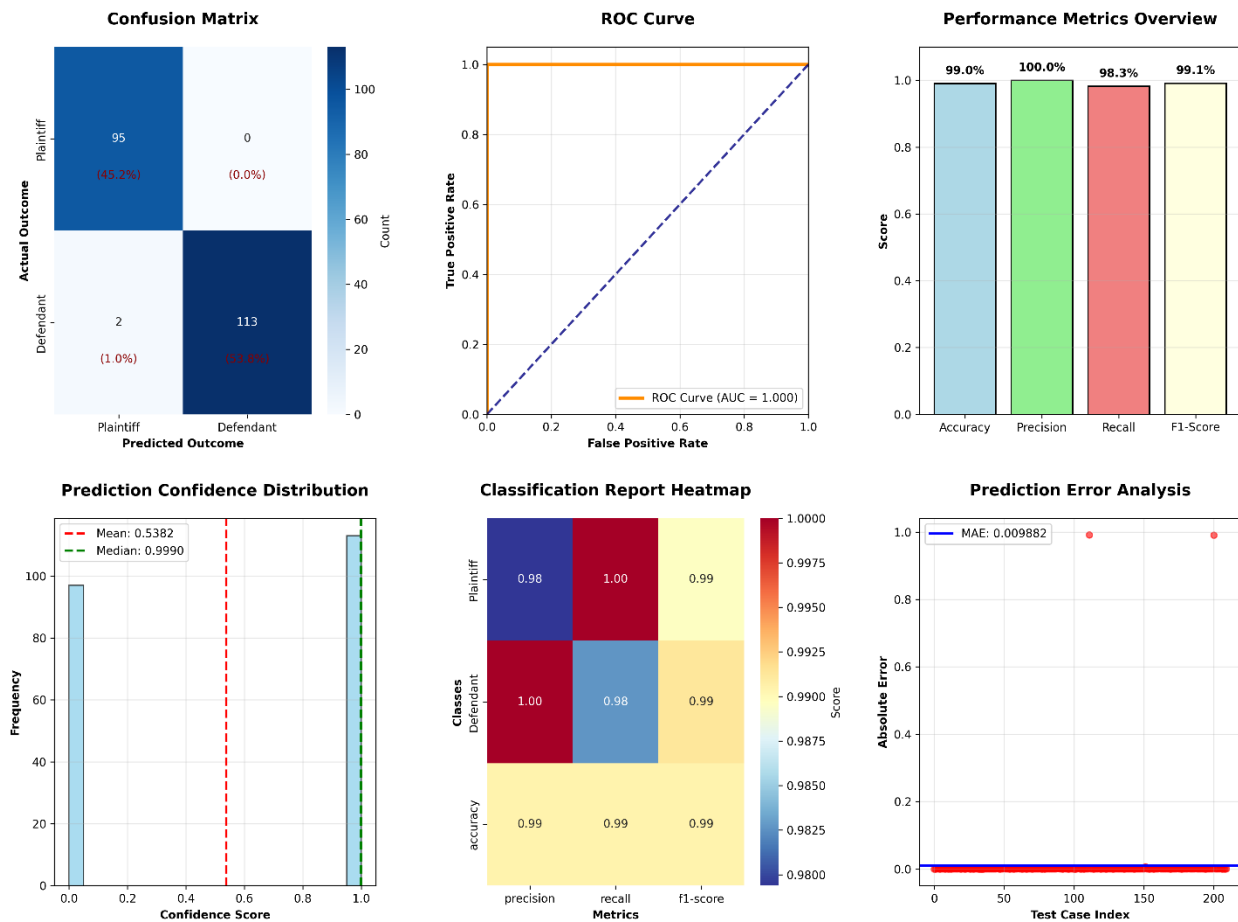 Confusion Matrix
Actual Outcome
Plaintiff
Defendant
95
(45.2%)
0
(0.0%)
2
(1.0%)
113
(53.8%)
Plaintiff
Defendant
Predicted Outcome
100
80
60
40
20
0
Count
ROC Curve
True Positive Rate
1.0
0.8
0.6
0.4
0.2
0.0
0.0
0.2
0.4
0.6
0.8
1.0
False Positive Rate
ROC Curve (AUC = 1.000)
Performance Metrics Overview
Score
1.0
0.8
0.6
0.4
0.2
0.0
99.0%
100.0%
98.3%
99.1%
Accuracy
Precision
Recall
F1-Score
Prediction Confidence Distribution
Mean: 0.5382
Median: 0.9990
Frequency
100
80
60
40
20
0
0.0
0.2
0.4
0.6
0.8
1.0
Confidence Score
Classification Report Heatmap
Classes
Plaintiff
Defendant
accuracy
0.98
1.00
0.99
1.00
0.98
0.99
0.99
0.99
0.99
precision
recall
f1-score
Metrics
1.0000
0.9975
0.9950
0.9925
0.9900
0.9875
0.9850
0.9825
0.9800
Score
Prediction Error Analysis
MAE: 0.009882
Absolute Error
1.0
0.8
0.6
0.4
0.2
0.0
0
50
100
150
200
Test Case Index